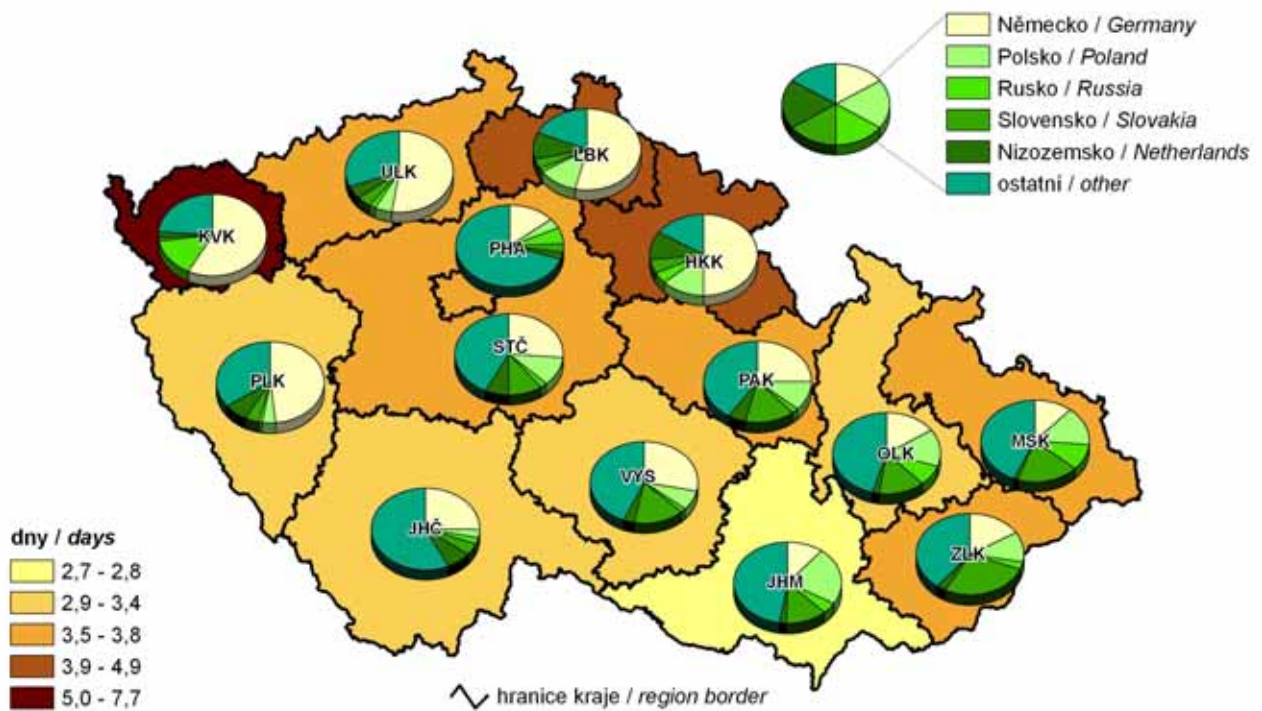 Německo / Germany
Polsko / Poland
Rusko / Russia
Slovensko / Slovakia
Nizozemsko / Netherlands
ostatní / other
LBK
ULK
KVK
PHA
HKK
STČ
PLK
PAK
MSK
OLK
VYS
JHČ
ZLK
JHM
dny / days
2,7 - 2,8
2,9 - 3,4
3,5 - 3,8
3,9 - 4,9
5,0 - 7,7
hranice kraje / region border